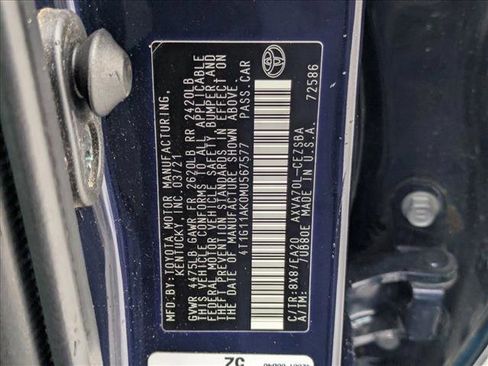 MFD.BY:TOYOTA MOTOR MANUFACTURING,
KENTUCKY, INC. 03/21
GVWR 4475LB GAWR FR 2620LB RR 2420LB
THIS VEHICLE CONFORMS TO ALL APPLICABLE
FEDERAL MOTOR VEHICLE SAFETY, BUMPER, AND
THEFT PREVENTION STANDARDS IN EFFECT ON
THE DATE OF MANUFACTURE SHOWN ABOVE.
4T1G11AK0MU567577 PASS.CAR
C/TR:8X8/EA20 AXVA70L-CEZSBA
A/TM: 70B80E MADE IN U.S.A. 72586